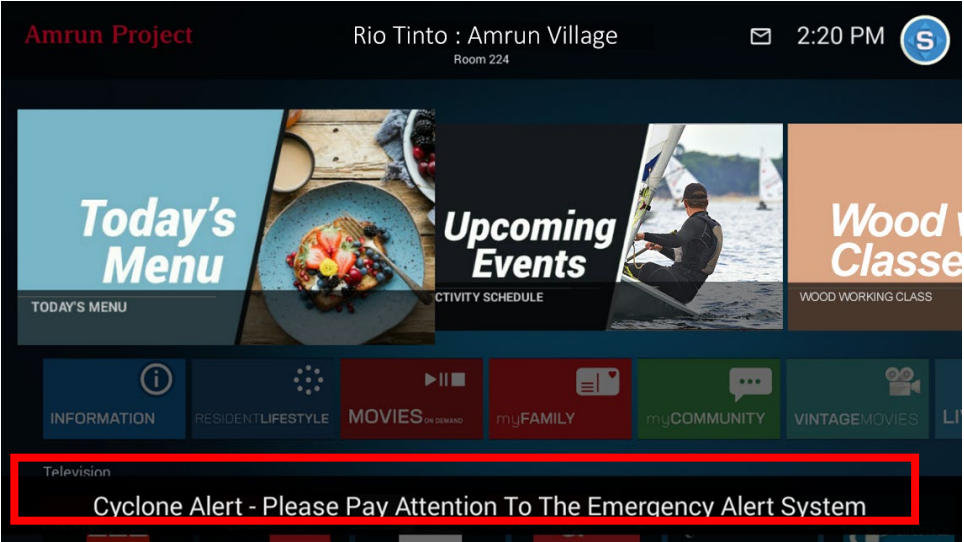 Amrun Project
Rio Tinto : Amrun Village
Room 224
2:20 PM
S
Today's
Menu
TODAY'S MENU
Upcoming
Events
CTIVITY SCHEDULE
Wood
Classe
WOOD WORKING CLASS
INFORMATION
RESIDENTLIFESTYLE
MOVIES ON DEMAND
myFAMILY
myCOMMUNITY
VINTAGEMOVIES
LI
Television
Cyclone Alert - Please Pay Attention To The Emergency Alert System